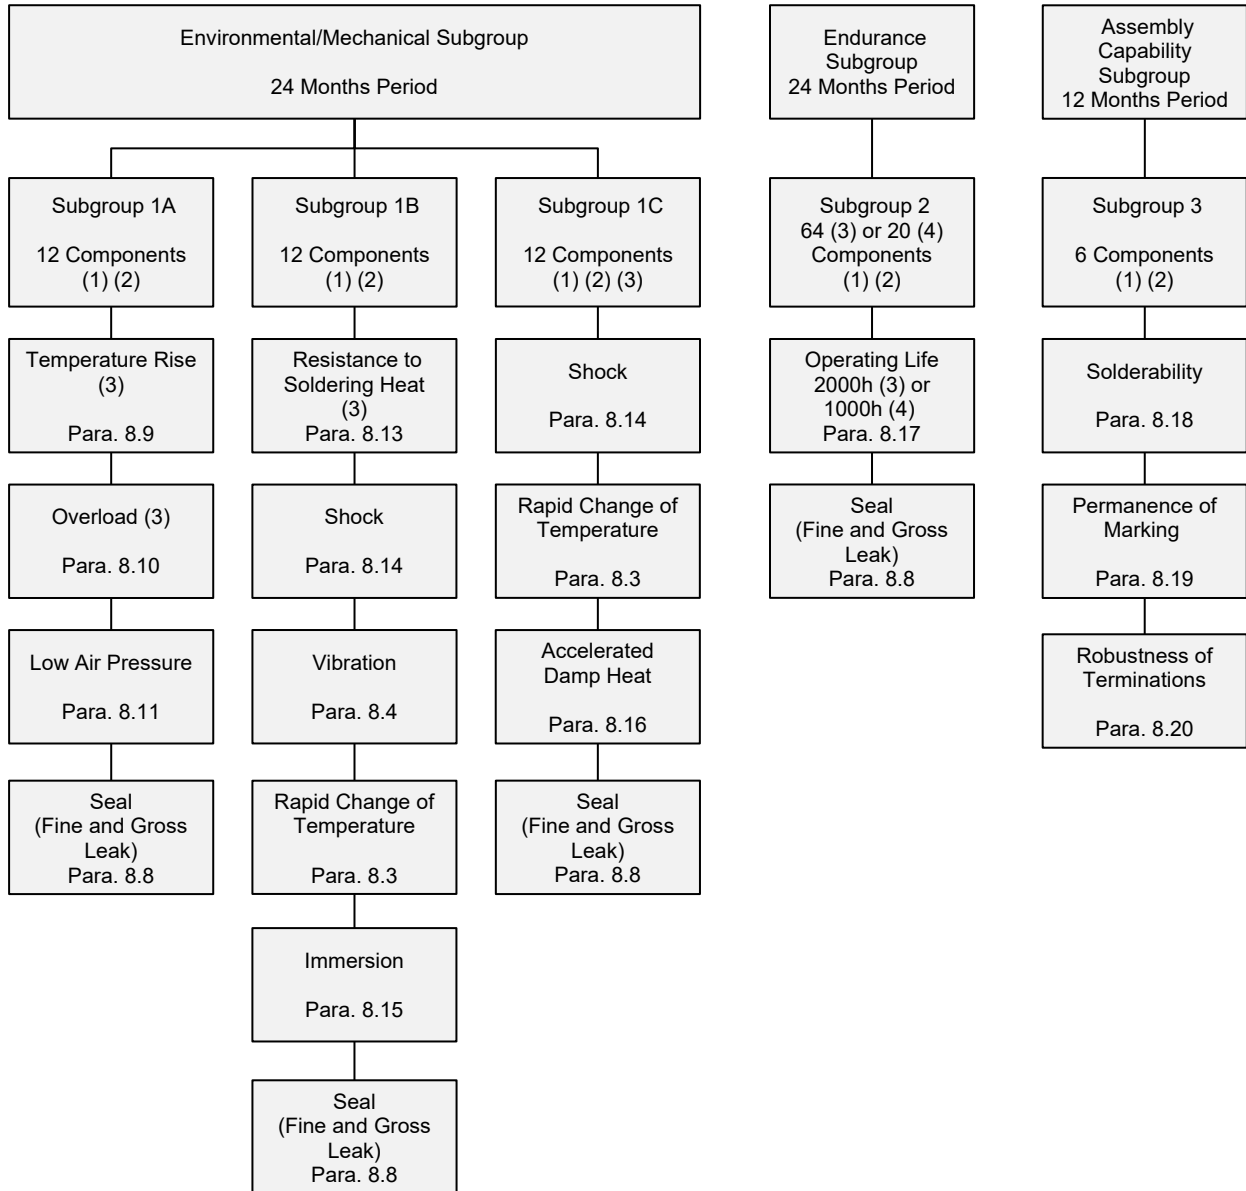 Environmental/Mechanical Subgroup
24 Months Period
Endurance
Subgroup
24 Months Period
Assembly
Capability
Subgroup
12 Months Period
Subgroup 1A
12 Components
(1) (2)
Temperature Rise
(3)
Para. 8.9
Overload (3)
Para. 8.10
Low Air Pressure
Para. 8.11
Seal
(Fine and Gross
Leak)
Para. 8.8
Subgroup 1B
12 Components
(1) (2)
Resistance to
Soldering Heat
(3)
Para. 8.13
Shock
Para. 8.14
Vibration
Para. 8.4
Rapid Change of
Temperature
Para. 8.3
Immersion
Para. 8.15
Seal
(Fine and Gross
Leak)
Para. 8.8
Subgroup 1C
12 Components
(1) (2) (3)
Shock
Para. 8.14
Rapid Change of
Temperature
Para. 8.3
Accelerated
Damp Heat
Para. 8.16
Seal
(Fine and Gross
Leak)
Para. 8.8
Subgroup 2
64 (3) or 20 (4)
Components
(1) (2)
Operating Life
2000h (3) or
1000h (4)
Para. 8.17
Seal
(Fine and Gross
Leak)
Para. 8.8
Subgroup 3
6 Components
(1) (2)
Solderability
Para. 8.18
Permanence of
Marking
Para. 8.19
Robustness of
Terminations
Para. 8.20